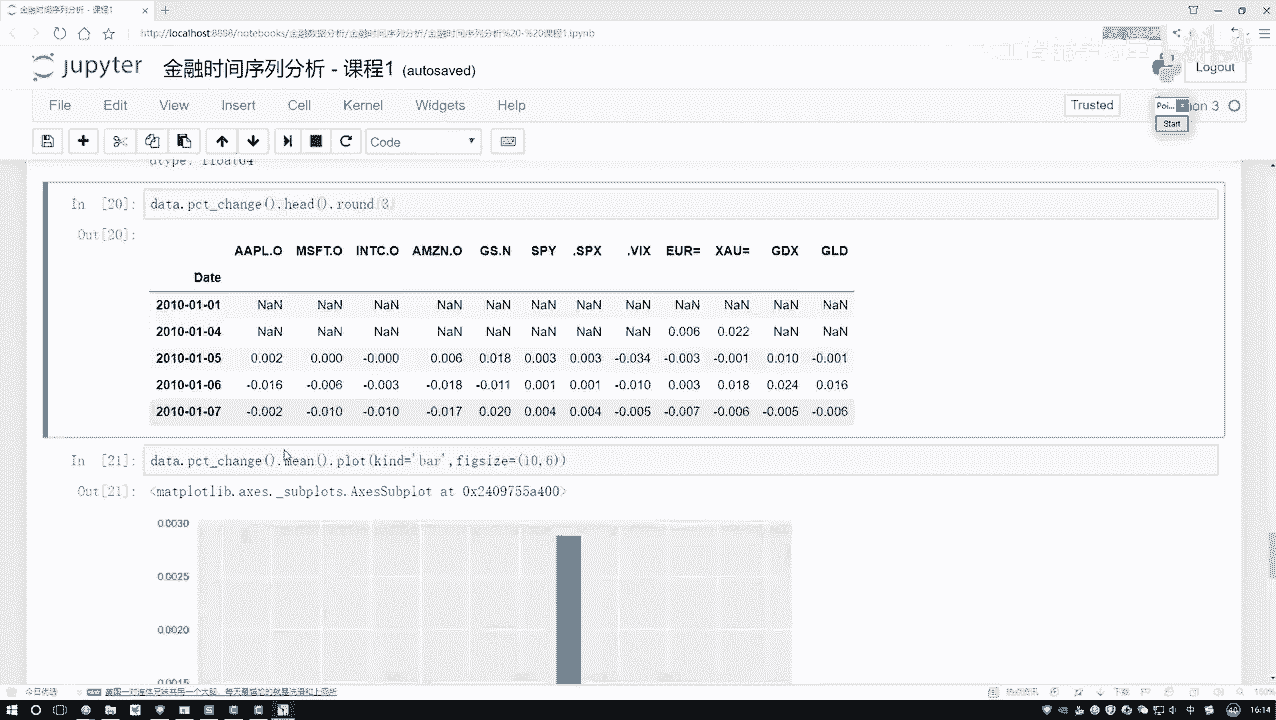 金融时间序列分析 - 课程1
http://localhost
jupyter 金融时间序列分析 - 课程1 (autosaved)
Logout
File Edit View Insert Cell Kernel Widgets Help
Trusted
Poi...
on 3
Start
Code
dtype: float64
In [20]: data.pct_change().head().round(3)
Out[20]:
AAPL.O MSFT.O INTC.O AMZN.O GS.N SPY .SPX .VIX EUR= XAU= GDX GLD
Date
2010-01-01 NaN NaN NaN NaN NaN NaN NaN NaN NaN NaN NaN NaN
2010-01-04 NaN NaN NaN NaN NaN NaN NaN NaN 0.006 0.022 NaN NaN
2010-01-05 0.002 0.000 -0.000 0.006 0.018 0.003 0.003 -0.034 -0.003 -0.001 0.010 -0.001
2010-01-06 -0.016 -0.006 -0.003 -0.018 -0.011 0.001 0.001 -0.010 0.003 0.018 0.024 0.016
2010-01-07 -0.002 -0.010 -0.010 -0.017 0.020 0.004 0.004 -0.005 -0.007 -0.006 -0.005 -0.006
In [21]: data.pct_change().mean().plot(kind='bar',figsize=(10,6))
Out[21]: <matplotlib.axes._subplots.AxesSubplot at 0x2409755a400>
0.0030
0.0025
0.0020
0.0015
16:14